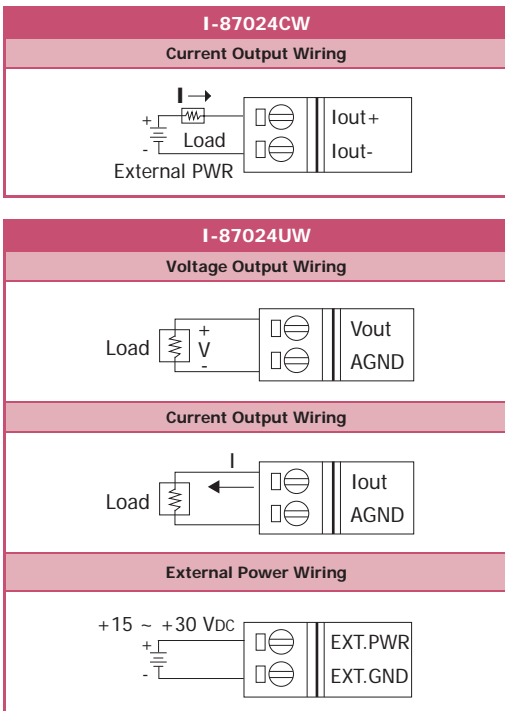 I-87024CW
Current Output Wiring
I
+
Load
-
External PWR
Iout+
Iout-
I-87024UW
Voltage Output Wiring
Load
+
V
-
Vout
AGND
Current Output Wiring
I
Load
Iout
AGND
External Power Wiring
+15 ~ +30 VDC
+
-
EXT.PWR
EXT.GND